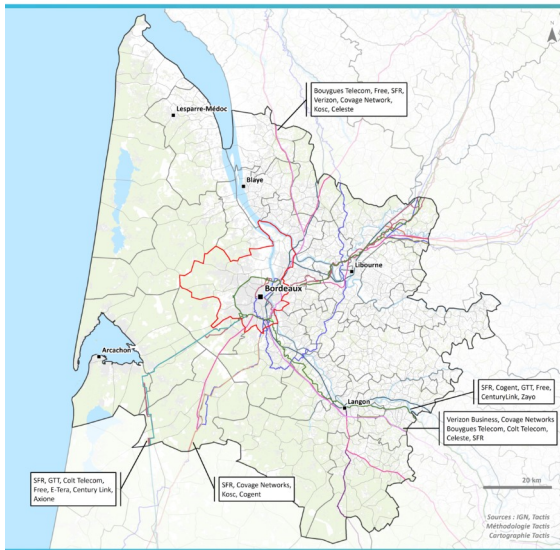 N
Bouygues Telecom, Free, SFR,
Verizon, Covage Network,
Kosc, Celeste
Lesparre-Médoc
Blaye
Libourne
Bordeaux
Arcachon
SFR, Cogent, GTT, Free,
CenturyLink, Zayo
Langon
Verizon Business, Covage Networks
Bouygues Telecom, Colt Telecom,
Celeste, SFR
SFR, GTT, Colt Telecom,
Free, E-Tera, Century Link,
Axione
SFR, Covage Networks,
Kosc, Cogent
20 km
Sources : IGN, Tactis
Méthodologie Tactis
Cartographie Tactis